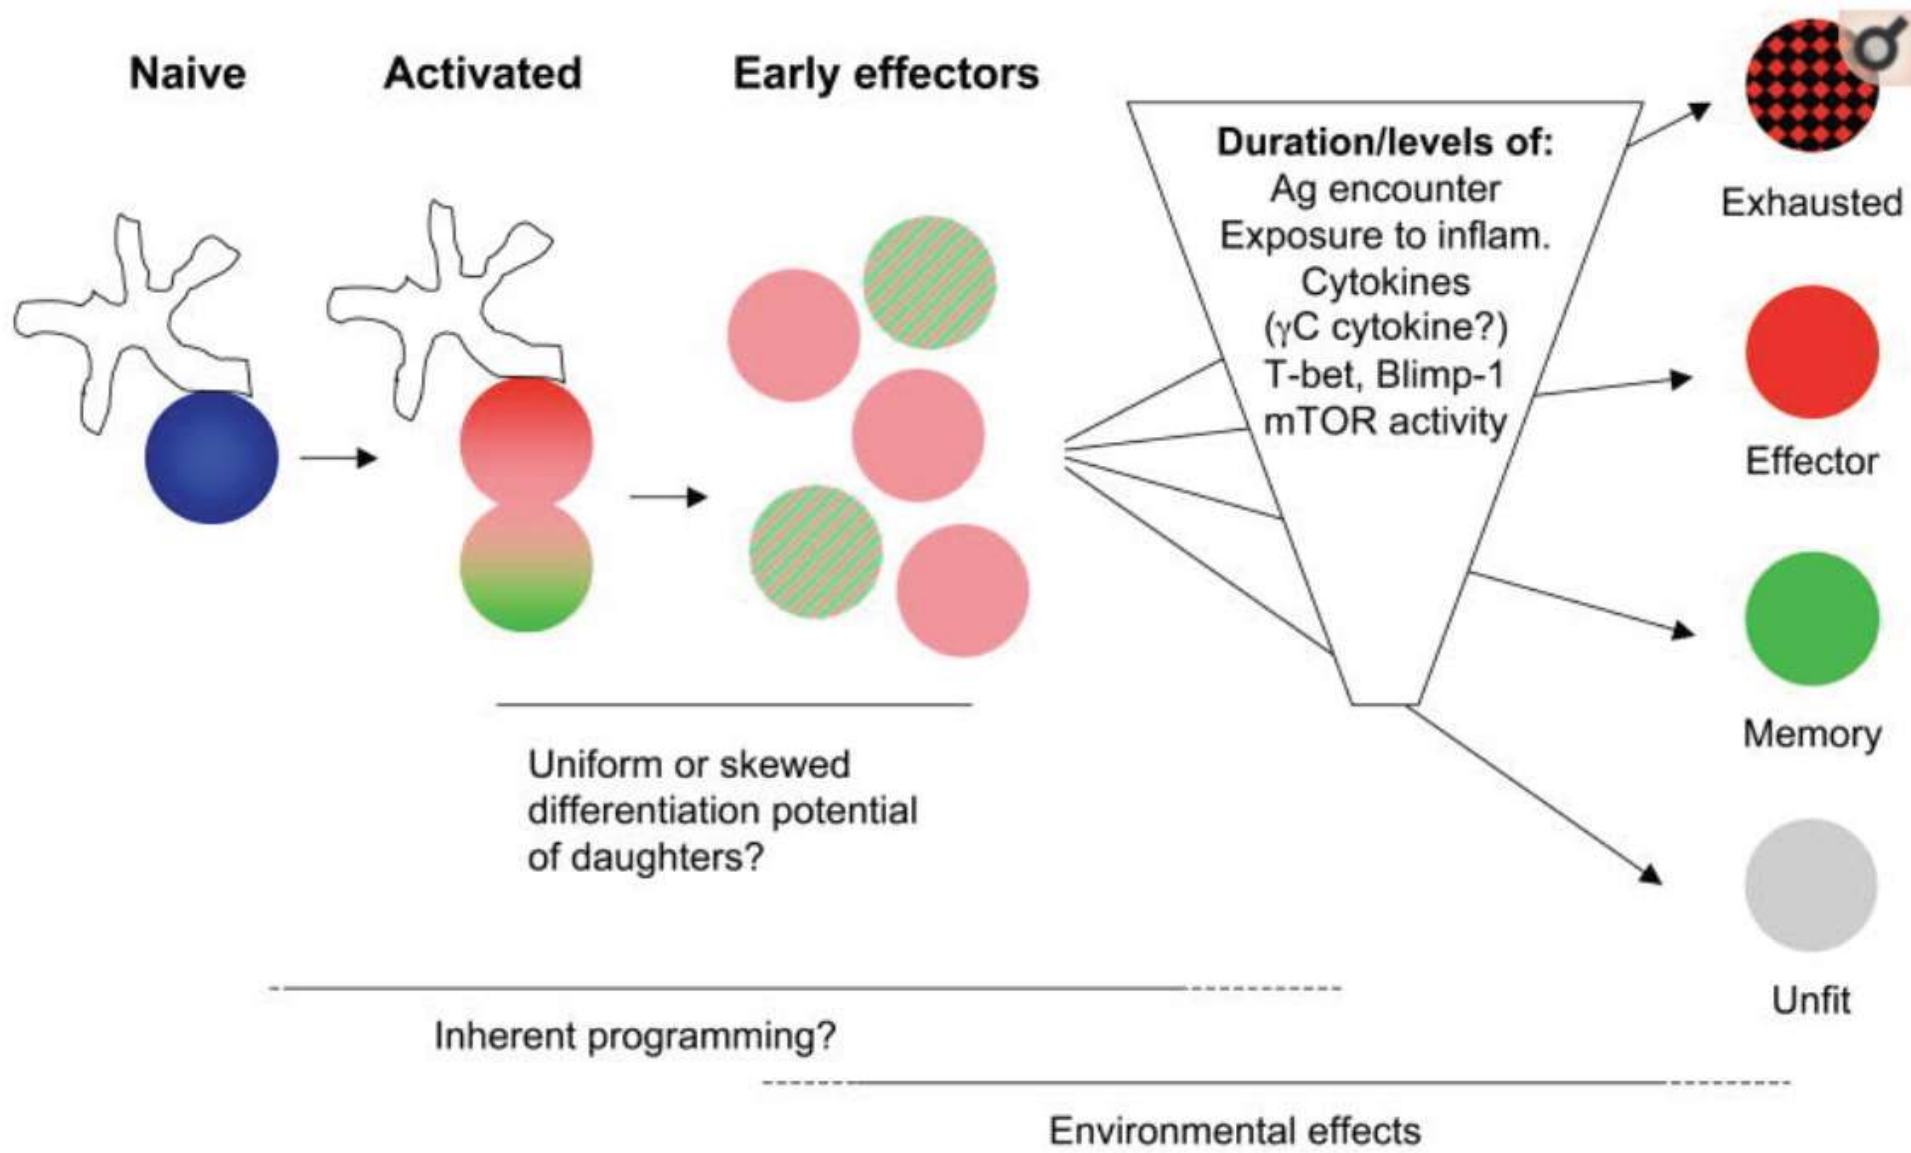 Naive
Activated
Early effectors
Duration/levels of:
Ag encounter
Exposure to inflam.
Cytokines
(γC cytokine?)
T-bet, Blimp-1
mTOR activity
Exhausted
Effector
Memory
Unfit
Uniform or skewed
differentiation potential
of daughters?
Inherent programming?
Environmental effects